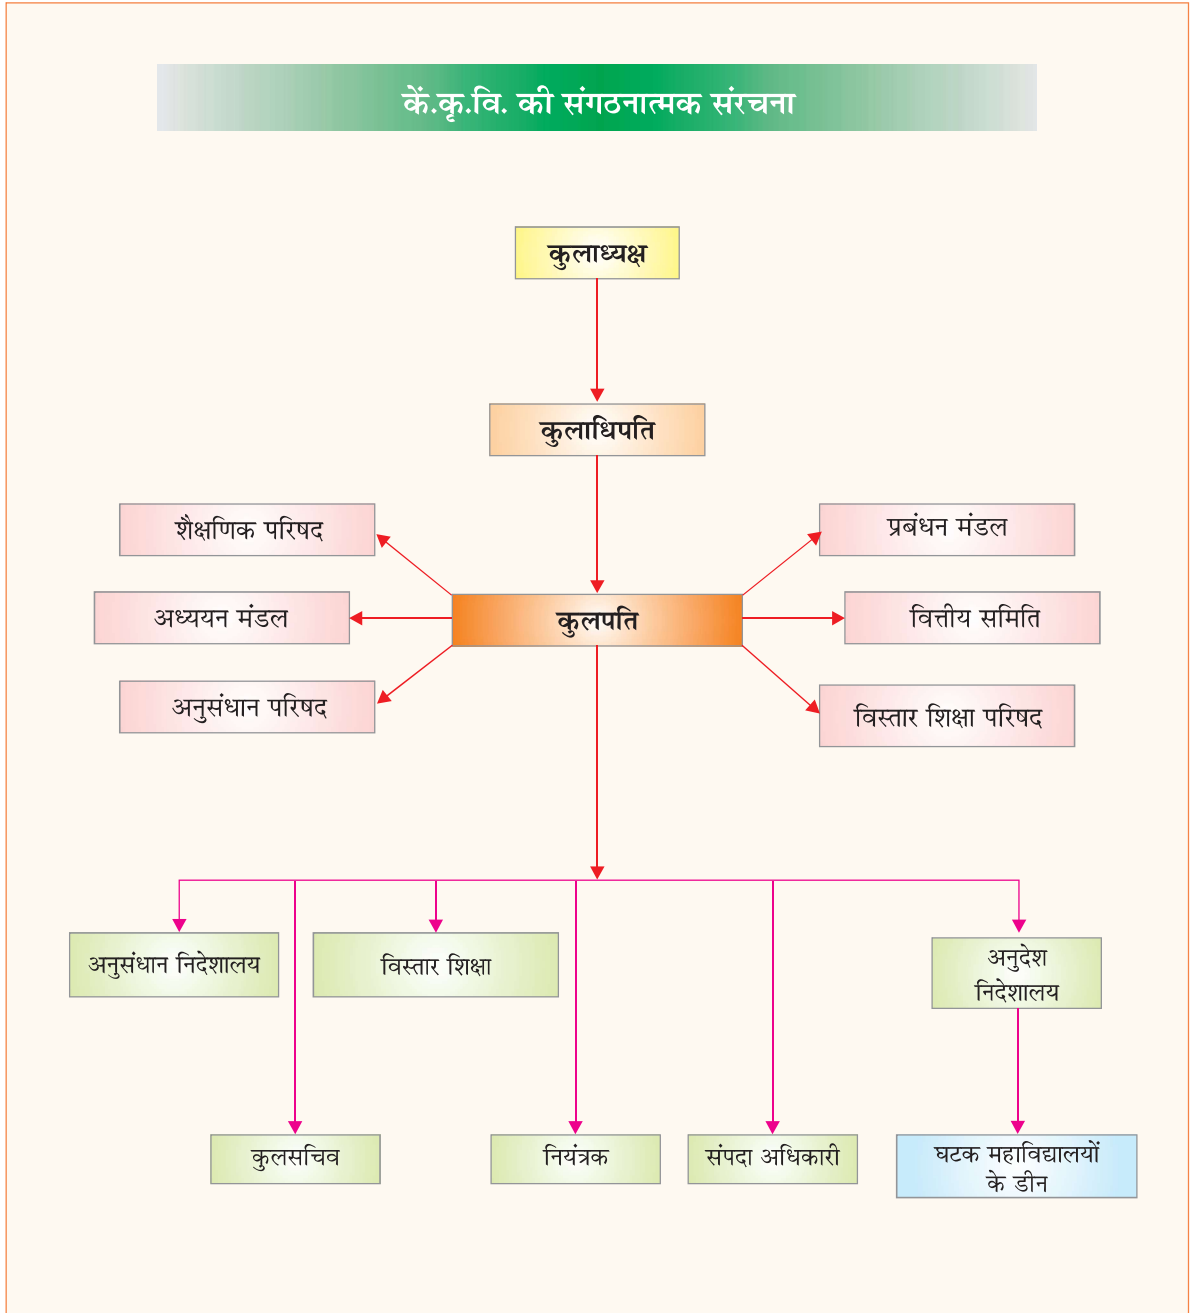 कें.कृ.वि. की संगठनात्मक संरचना
कुलाध्यक्ष
कुलाधिपति
शैक्षणिक परिषद
प्रबंधन मंडल
अध्ययन मंडल
कुलपति
वित्तीय समिति
अनुसंधान परिषद
विस्तार शिक्षा परिषद
अनुसंधान निदेशालय
विस्तार शिक्षा
अनुदेश
निदेशालय
कुलसचिव
नियंत्रक
संपदा अधिकारी
घटक महाविद्यालयों
के डीन